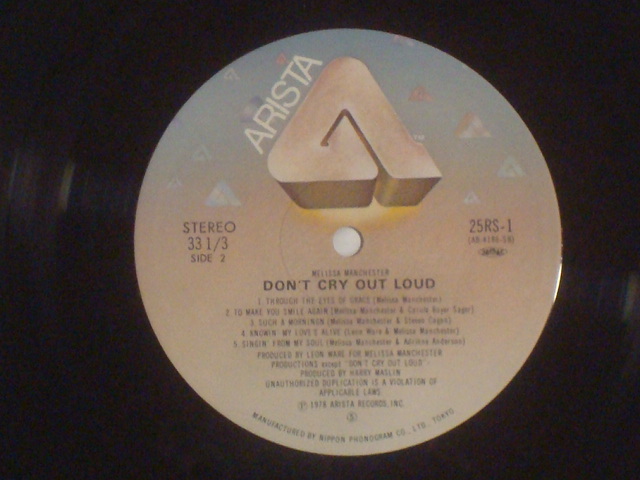 ARISTA
TM
STEREO
33 1/3
SIDE 2
25RS-1
MELISSA MANCHESTER
DON'T CRY OUT LOUD
1. THROUGH THE EYES OF GRACE (Melissa Manchester)
2. TO MAKE YOU SMILE AGAIN (Melissa Manchester & Carole Bayer Sager)
3. SUCH A MORNINGN (Melissa Manchester & Steven Cagan)
4. KNOWIN' MY LOVE'S ALIVE (Leon Ware & Melissa Manchester)
5. SINGIN' FROM MY SOUL (Melissa Manchester & Adrienne Anderson)
PRODUCED BY LEON WARE FOR MELISSA MANCHESTER
PRODUCTIONS except "DON'T CRY OUT LOUD"-
PRODUCED BY HARRY MASLIN
UNAUTHORIZED DUPLICATION IS A VIOLATION OF
APPLICABLE LAWS
Ⓟ 1978 ARISTA RECORDS, INC.
MANUFACTURED BY NIPPON PHONOGRAM CO., LTD., TOKYO